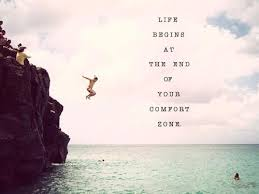 LIFE
BEGINS
AT
THE END
OF
YOUR
COMFORT
ZONE.